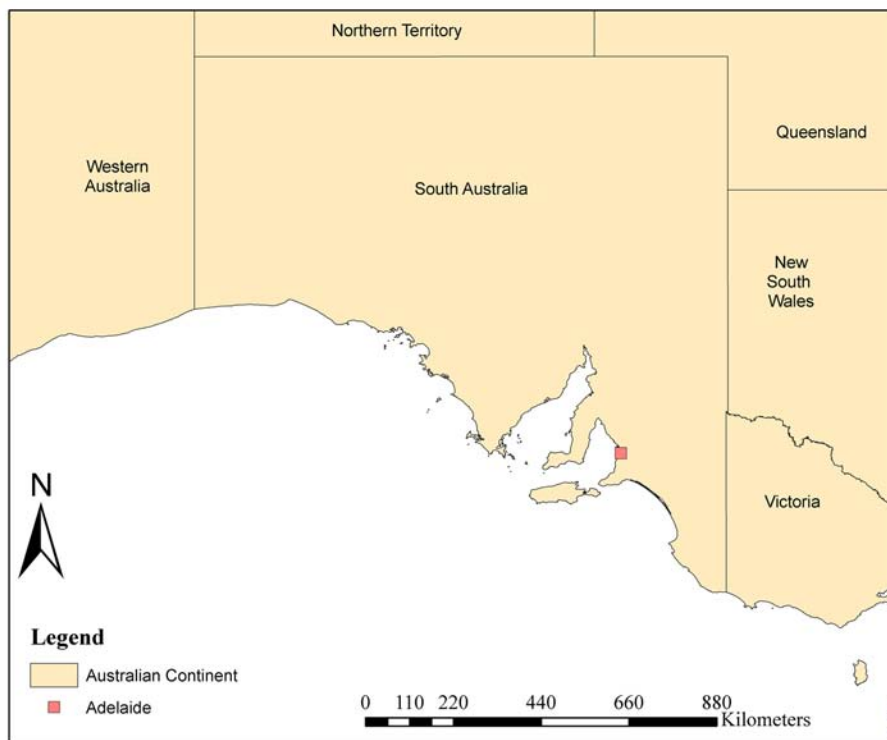 Northern Territory
Queensland
Western
Australia
South Australia
New
South
Wales
Victoria
N
Legend
Australian Continent
Adelaide
0 110 220 440 660 880
Kilometers